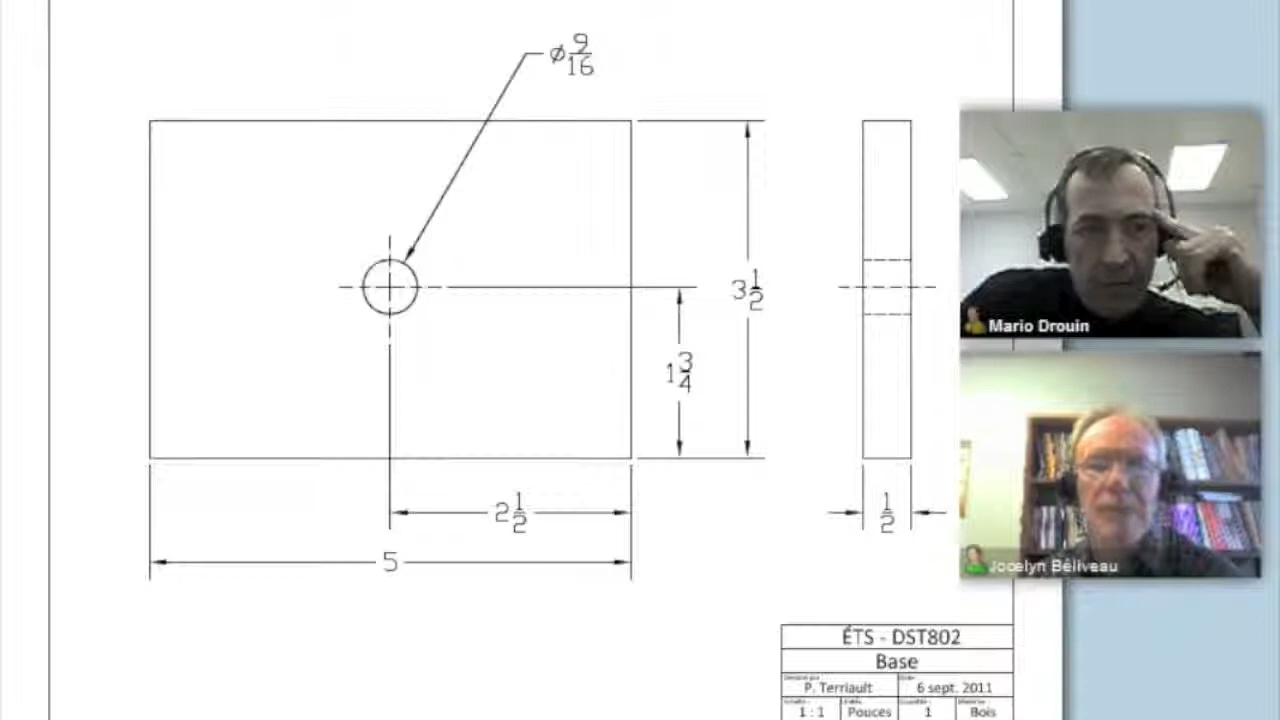 ø 9/16
3 1/2
1 3/4
2 1/2
1/2
5
Mario Drouin
Jocelyn Béliveau
ÉTS - DST802
Base
P. Terriault
6 sept. 2011
1 : 1 Pouces 1 Bois